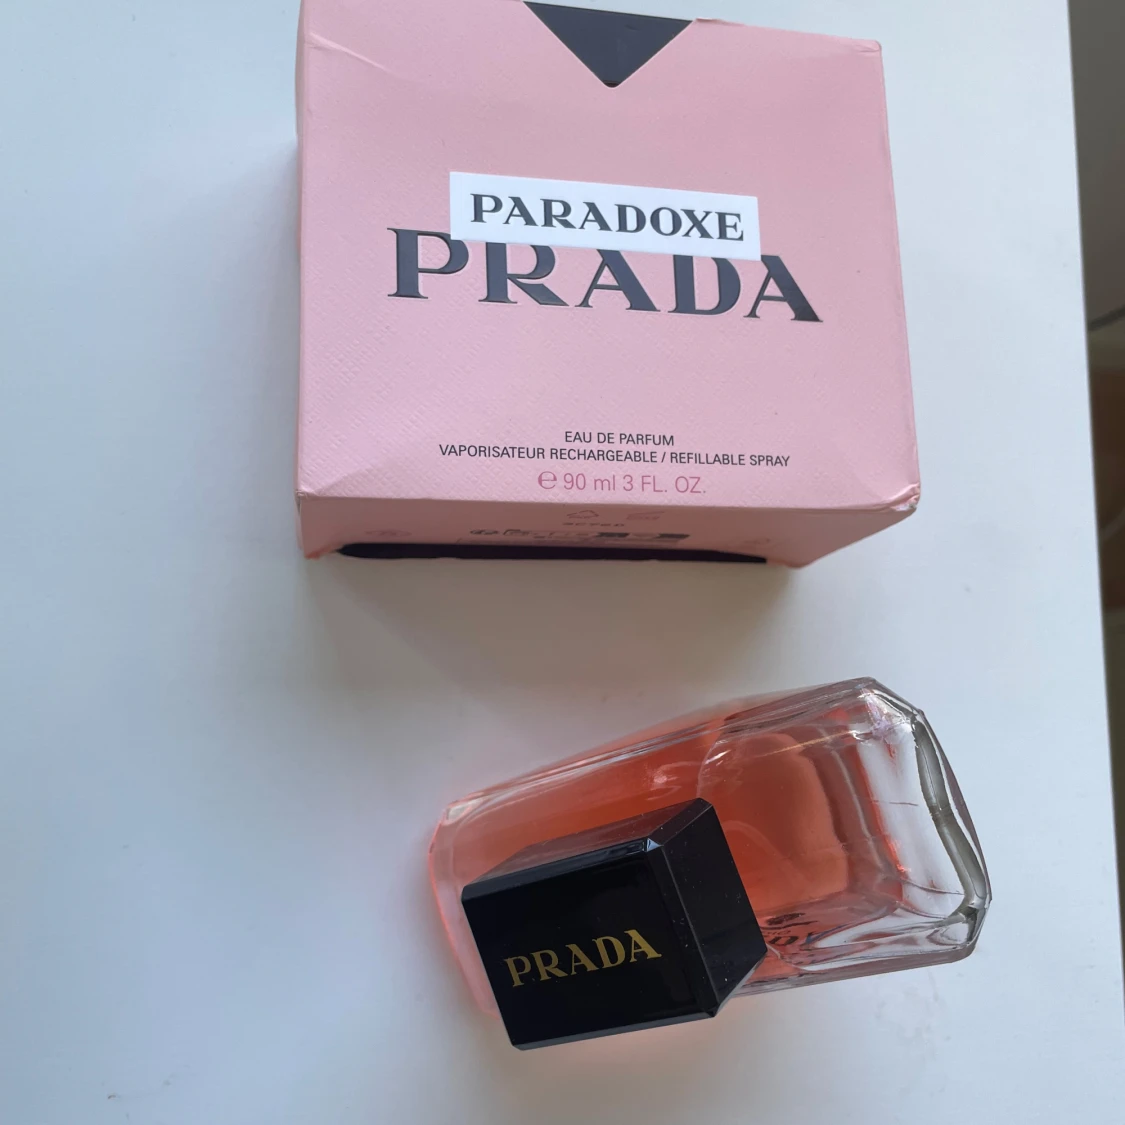 PARADOXE
PRADA
EAU DE PARFUM
VAPORISATEUR RECHARGEABLE / REFILLABLE SPRAY
℮ 90 ml 3 FL. OZ.
PRADA